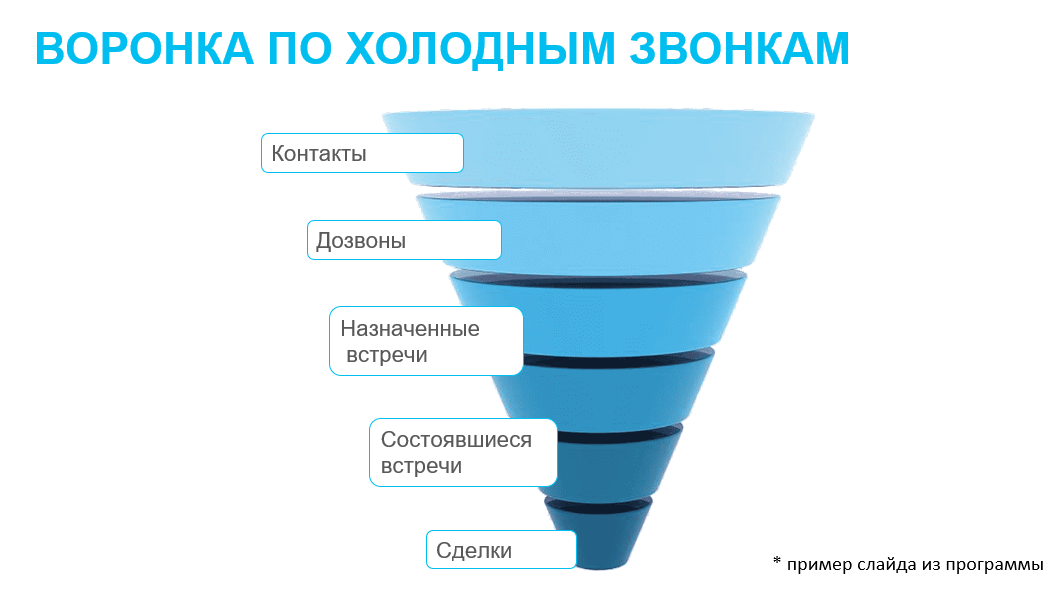 ВОРОНКА ПО ХОЛОДНЫМ ЗВОНКАМ
Контакты
Дозвоны
Назначенные
встречи
Состоявшиеся
встречи
Сделки
* пример слайда из программы